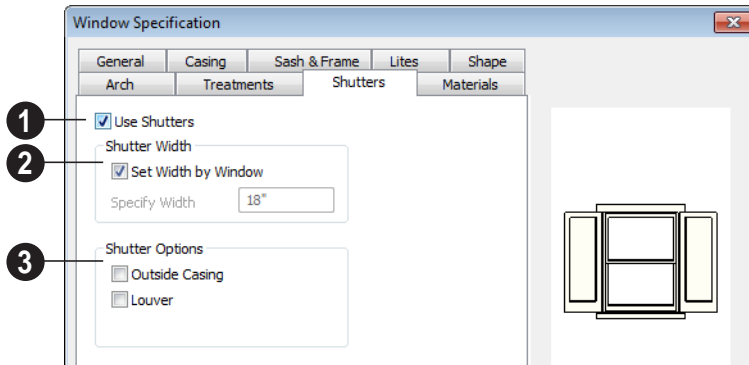 Window Specification
General Casing Sash & Frame Lites Shape
Arch Treatments Shutters Materials
1 Use Shutters
Shutter Width
2 Set Width by Window
Specify Width 18"
Shutter Options
3 Outside Casing
Louver